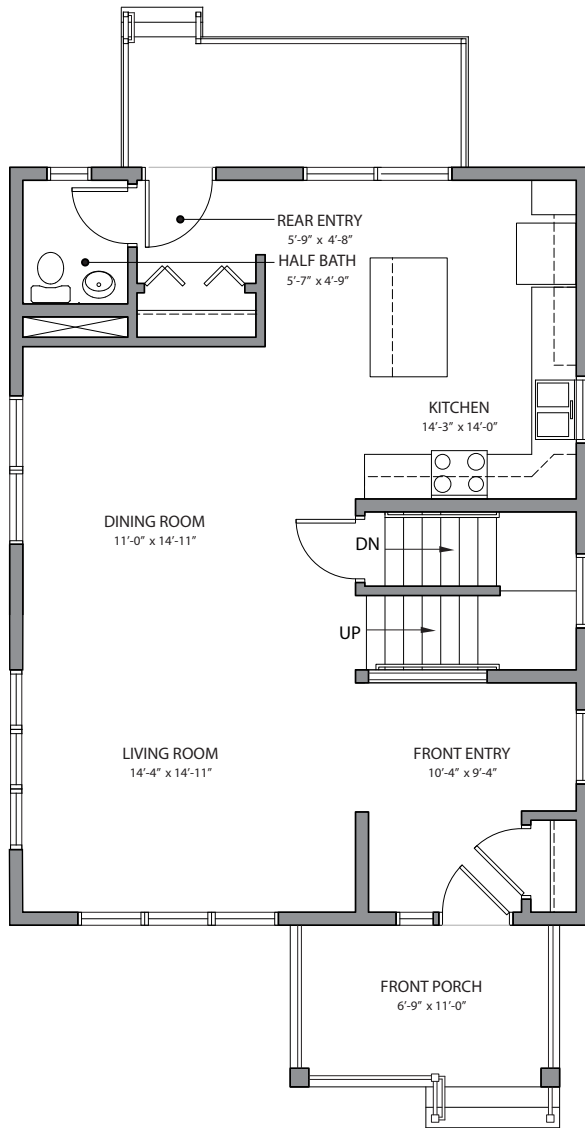 REAR ENTRY
5’-9” x 4’-8”
HALF BATH
5’-7” x 4’-9”
KITCHEN
14’-3” x 14’-0”
DINING ROOM
11’-0” x 14’-11”
DN
UP
LIVING ROOM
14’-4” x 14’-11”
FRONT ENTRY
10’-4” x 9’-4”
FRONT PORCH
6’-9” x 11’-0”